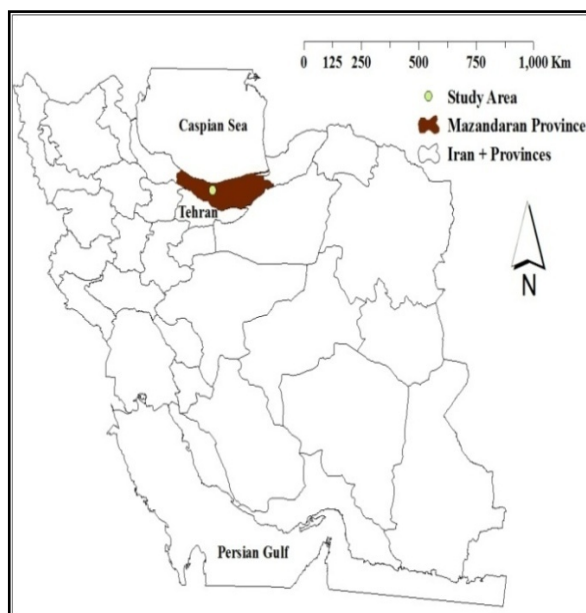 0 125 250 500 750 1,000 Km
Study Area
Mazandaran Province
Iran + Provinces
Caspian Sea
Tehran
N
Persian Gulf